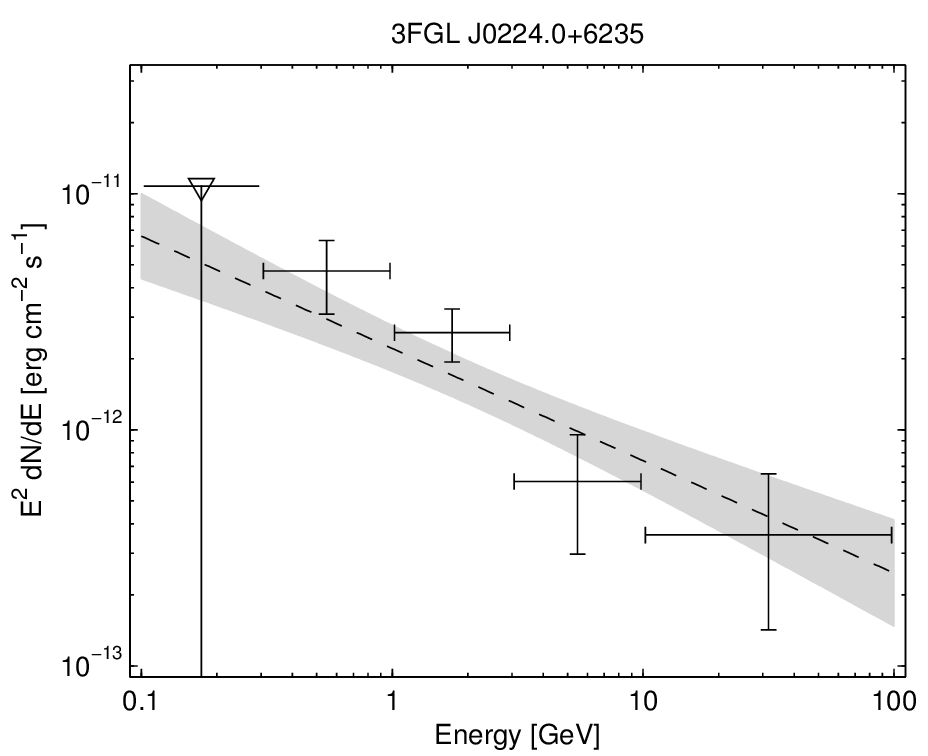 3FGL J0224.0+6235
E² dN/dE [erg cm⁻² s⁻¹]
10⁻¹¹
10⁻¹²
10⁻¹³
0.1 1 10 100
Energy [GeV]